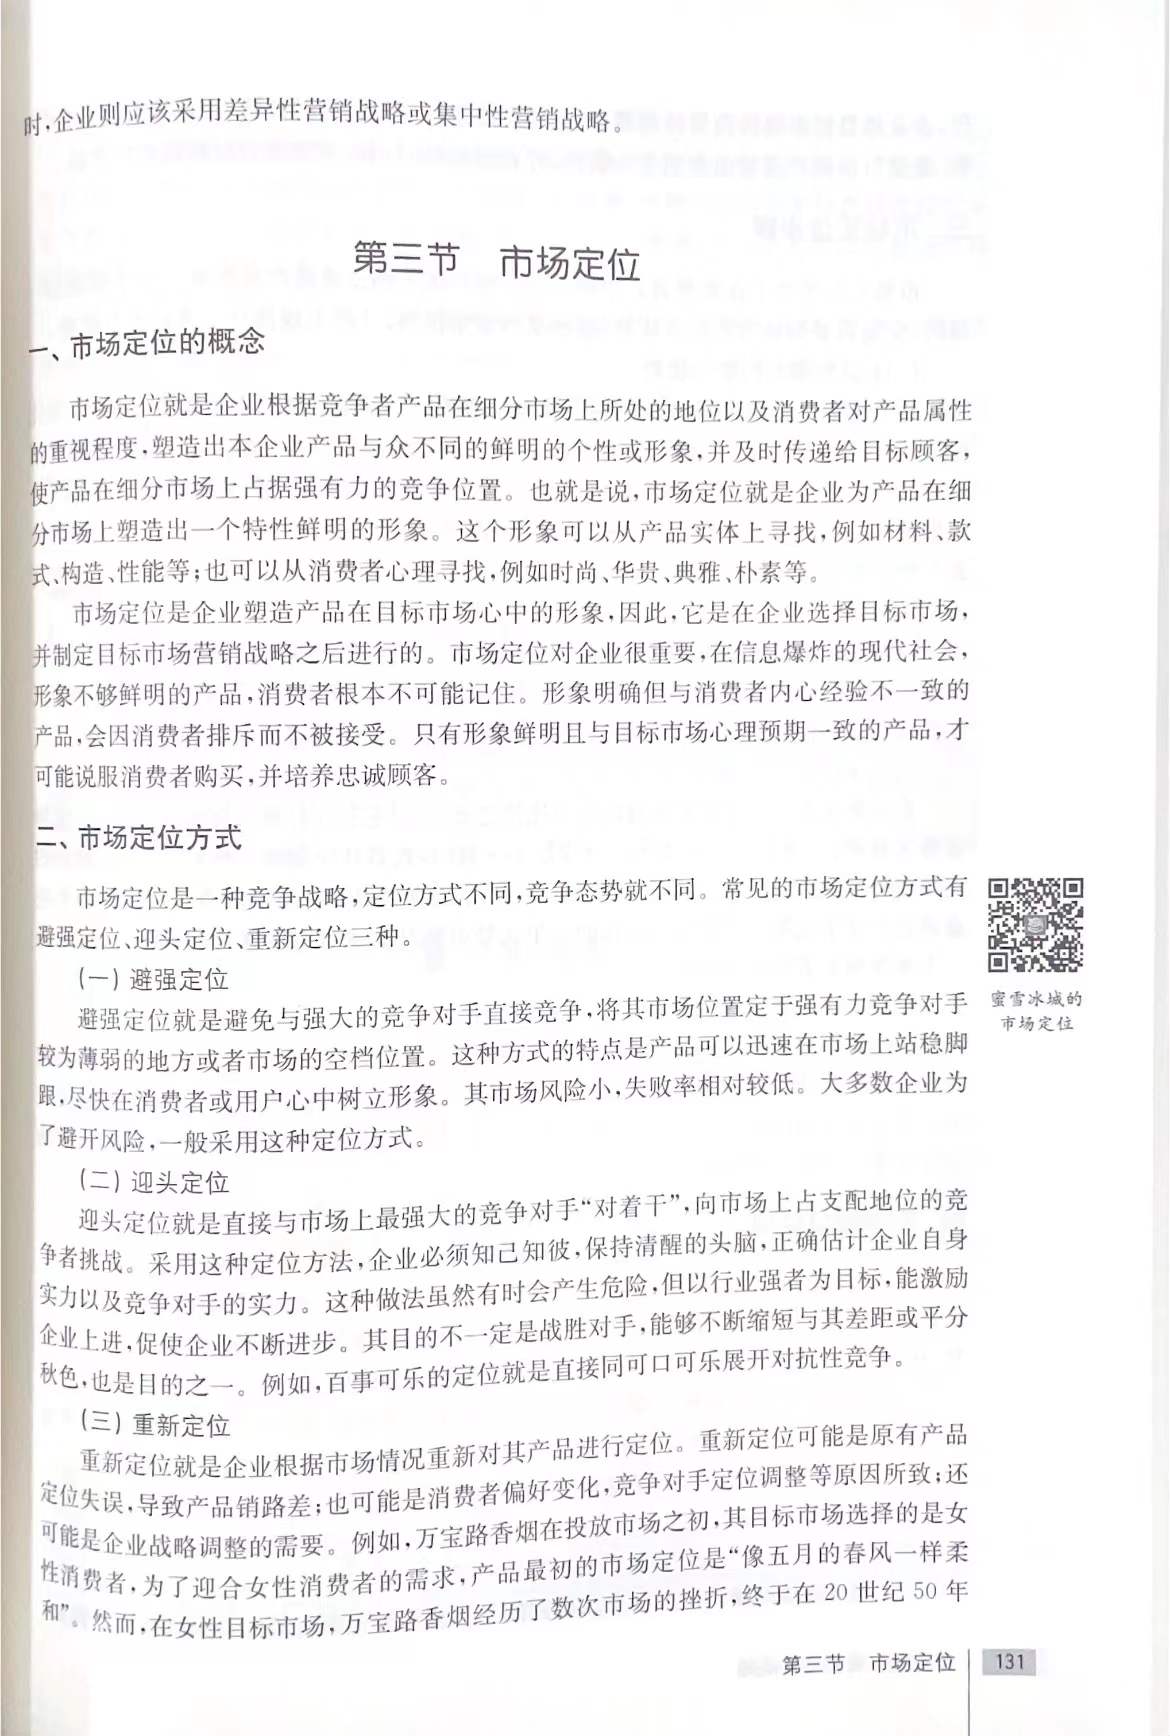 时,企业则应该采用差异性营销战略或集中性营销战略。
第三节　市场定位
一、市场定位的概念
市场定位就是企业根据竞争者产品在细分市场上所处的地位以及消费者对产品属性
的重视程度,塑造出本企业产品与众不同的鲜明的个性或形象,并及时传递给目标顾客,
使产品在细分市场上占据强有力的竞争位置。也就是说,市场定位就是企业为产品在细
分市场上塑造出一个特性鲜明的形象。这个形象可以从产品实体上寻找,例如材料、款
式、构造、性能等;也可以从消费者心理寻找,例如时尚、华贵、典雅、朴素等。
市场定位是企业塑造产品在目标市场心中的形象,因此,它是在企业选择目标市场,
并制定目标市场营销战略之后进行的。市场定位对企业很重要,在信息爆炸的现代社会,
形象不够鲜明的产品,消费者根本不可能记住。形象明确但与消费者内心经验不一致的
产品,会因消费者排斥而不被接受。只有形象鲜明且与目标市场心理预期一致的产品,才
可能说服消费者购买,并培养忠诚顾客。
二、市场定位方式
市场定位是一种竞争战略,定位方式不同,竞争态势就不同。常见的市场定位方式有
避强定位、迎头定位、重新定位三种。
(一) 避强定位
避强定位就是避免与强大的竞争对手直接竞争,将其市场位置定于强有力竞争对手
较为薄弱的地方或者市场的空档位置。这种方式的特点是产品可以迅速在市场上站稳脚
跟,尽快在消费者或用户心中树立形象。其市场风险小,失败率相对较低。大多数企业为
了避开风险,一般采用这种定位方式。
蜜雪冰城的
市场定位
(二) 迎头定位
迎头定位就是直接与市场上最强大的竞争对手“对着干”,向市场上占支配地位的竞
争者挑战。采用这种定位方法,企业必须知己知彼,保持清醒的头脑,正确估计企业自身
实力以及竞争对手的实力。这种做法虽然有时会产生危险,但以行业强者为目标,能激励
企业上进,促使企业不断进步。其目的不一定是战胜对手,能够不断缩短与其差距或平分
秋色,也是目的之一。例如,百事可乐的定位就是直接同可口可乐展开对抗性竞争。
(三) 重新定位
重新定位就是企业根据市场情况重新对其产品进行定位。重新定位可能是原有产品
定位失误,导致产品销路差;也可能是消费者偏好变化,竞争对手定位调整等原因所致;还
可能是企业战略调整的需要。例如,万宝路香烟在投放市场之初,其目标市场选择的是女
性消费者,为了迎合女性消费者的需求,产品最初的市场定位是“像五月的春风一样柔
和”。然而,在女性目标市场,万宝路香烟经历了数次市场的挫折,终于在 20 世纪 50 年
第三节　市场定位　131